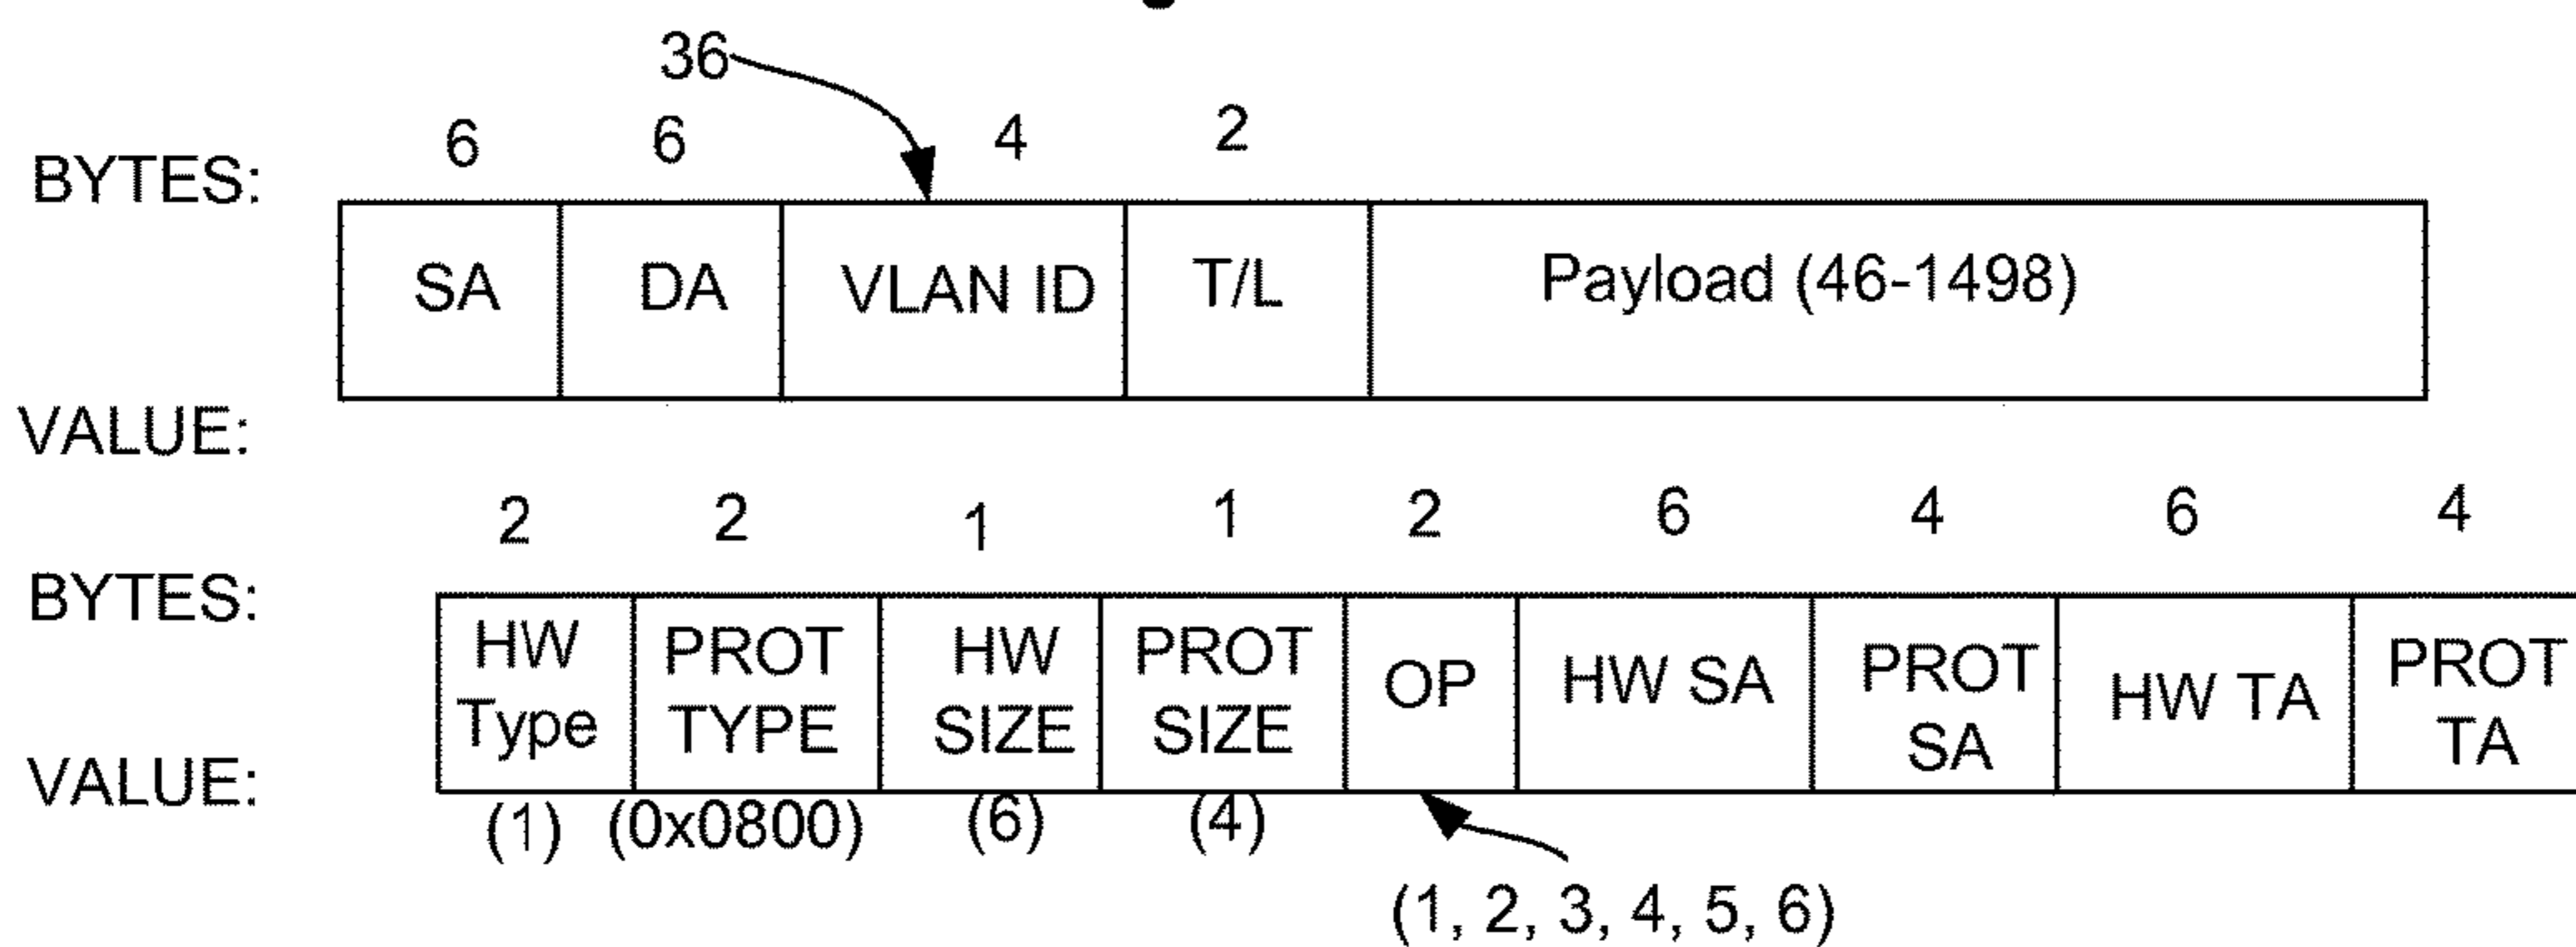 36
BYTES: 6 6 4 2
SA DA VLAN ID T/L Payload (46-1498)
VALUE:
2 2 1 1 2 6 4 6 4
BYTES:
HW Type PROT TYPE HW SIZE PROT SIZE OP HW SA PROT SA HW TA PROT TA
VALUE: (1) (0x0800) (6) (4)
(1, 2, 3, 4, 5, 6)